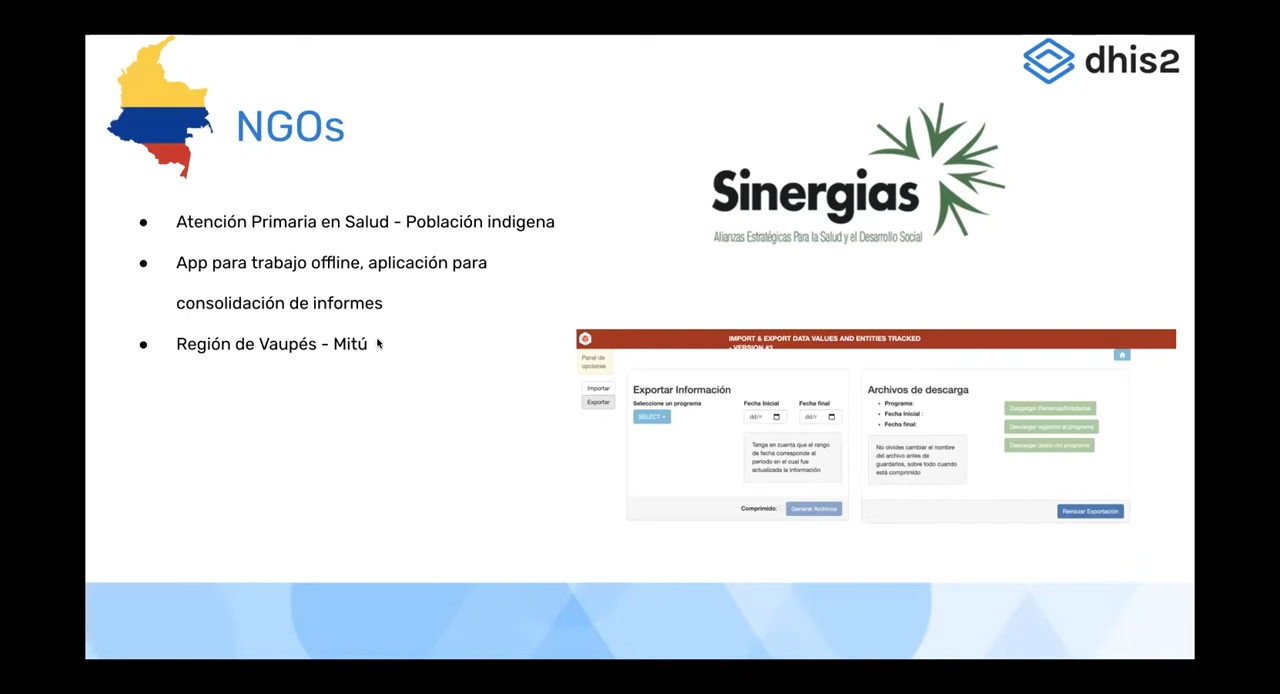 dhis2
NGOs
Sinergias
Alianzas Estratégicas Para la Salud y el Desarrollo Social
● Atención Primaria en Salud - Población indigena
● App para trabajo offline, aplicación para
consolidación de informes
● Región de Vaupés - Mitú
IMPORT & EXPORT DATA VALUES AND ENTITIES TRACKED
- VERSION #3
Panel de
opciones
Importar
Exportar
Exportar Información
Seleccione un programa
SELECT
Fecha Inicial
Fecha final
dd/r
dd/r
Tenga en cuenta que el rango
de fecha corresponde al
periodo en el cual fue
actualizada la información
Comprimido:
Generar Archivos
Archivos de descarga
• Programa:
• Fecha Inicial :
• Fecha final:
No olvides cambiar el nombre
del archivo antes de
guardarlos, sobre todo cuando
está comprimido
Descargar Personas/Entidades
Descargar registros al programa
Descargar datos del programa
Reiniciar Exportación